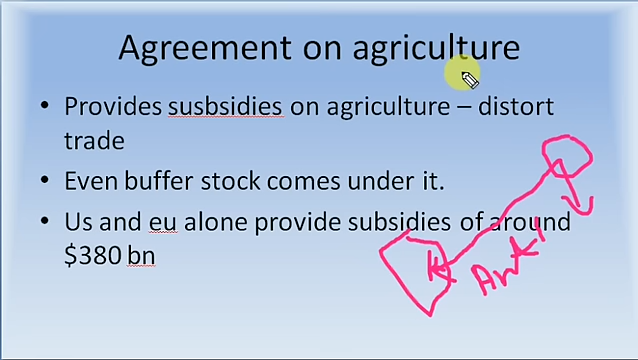 Agreement on agriculture
• Provides susbsidies on agriculture – distort
trade
• Even buffer stock comes under it.
• Us and eu alone provide subsidies of around
$380 bn